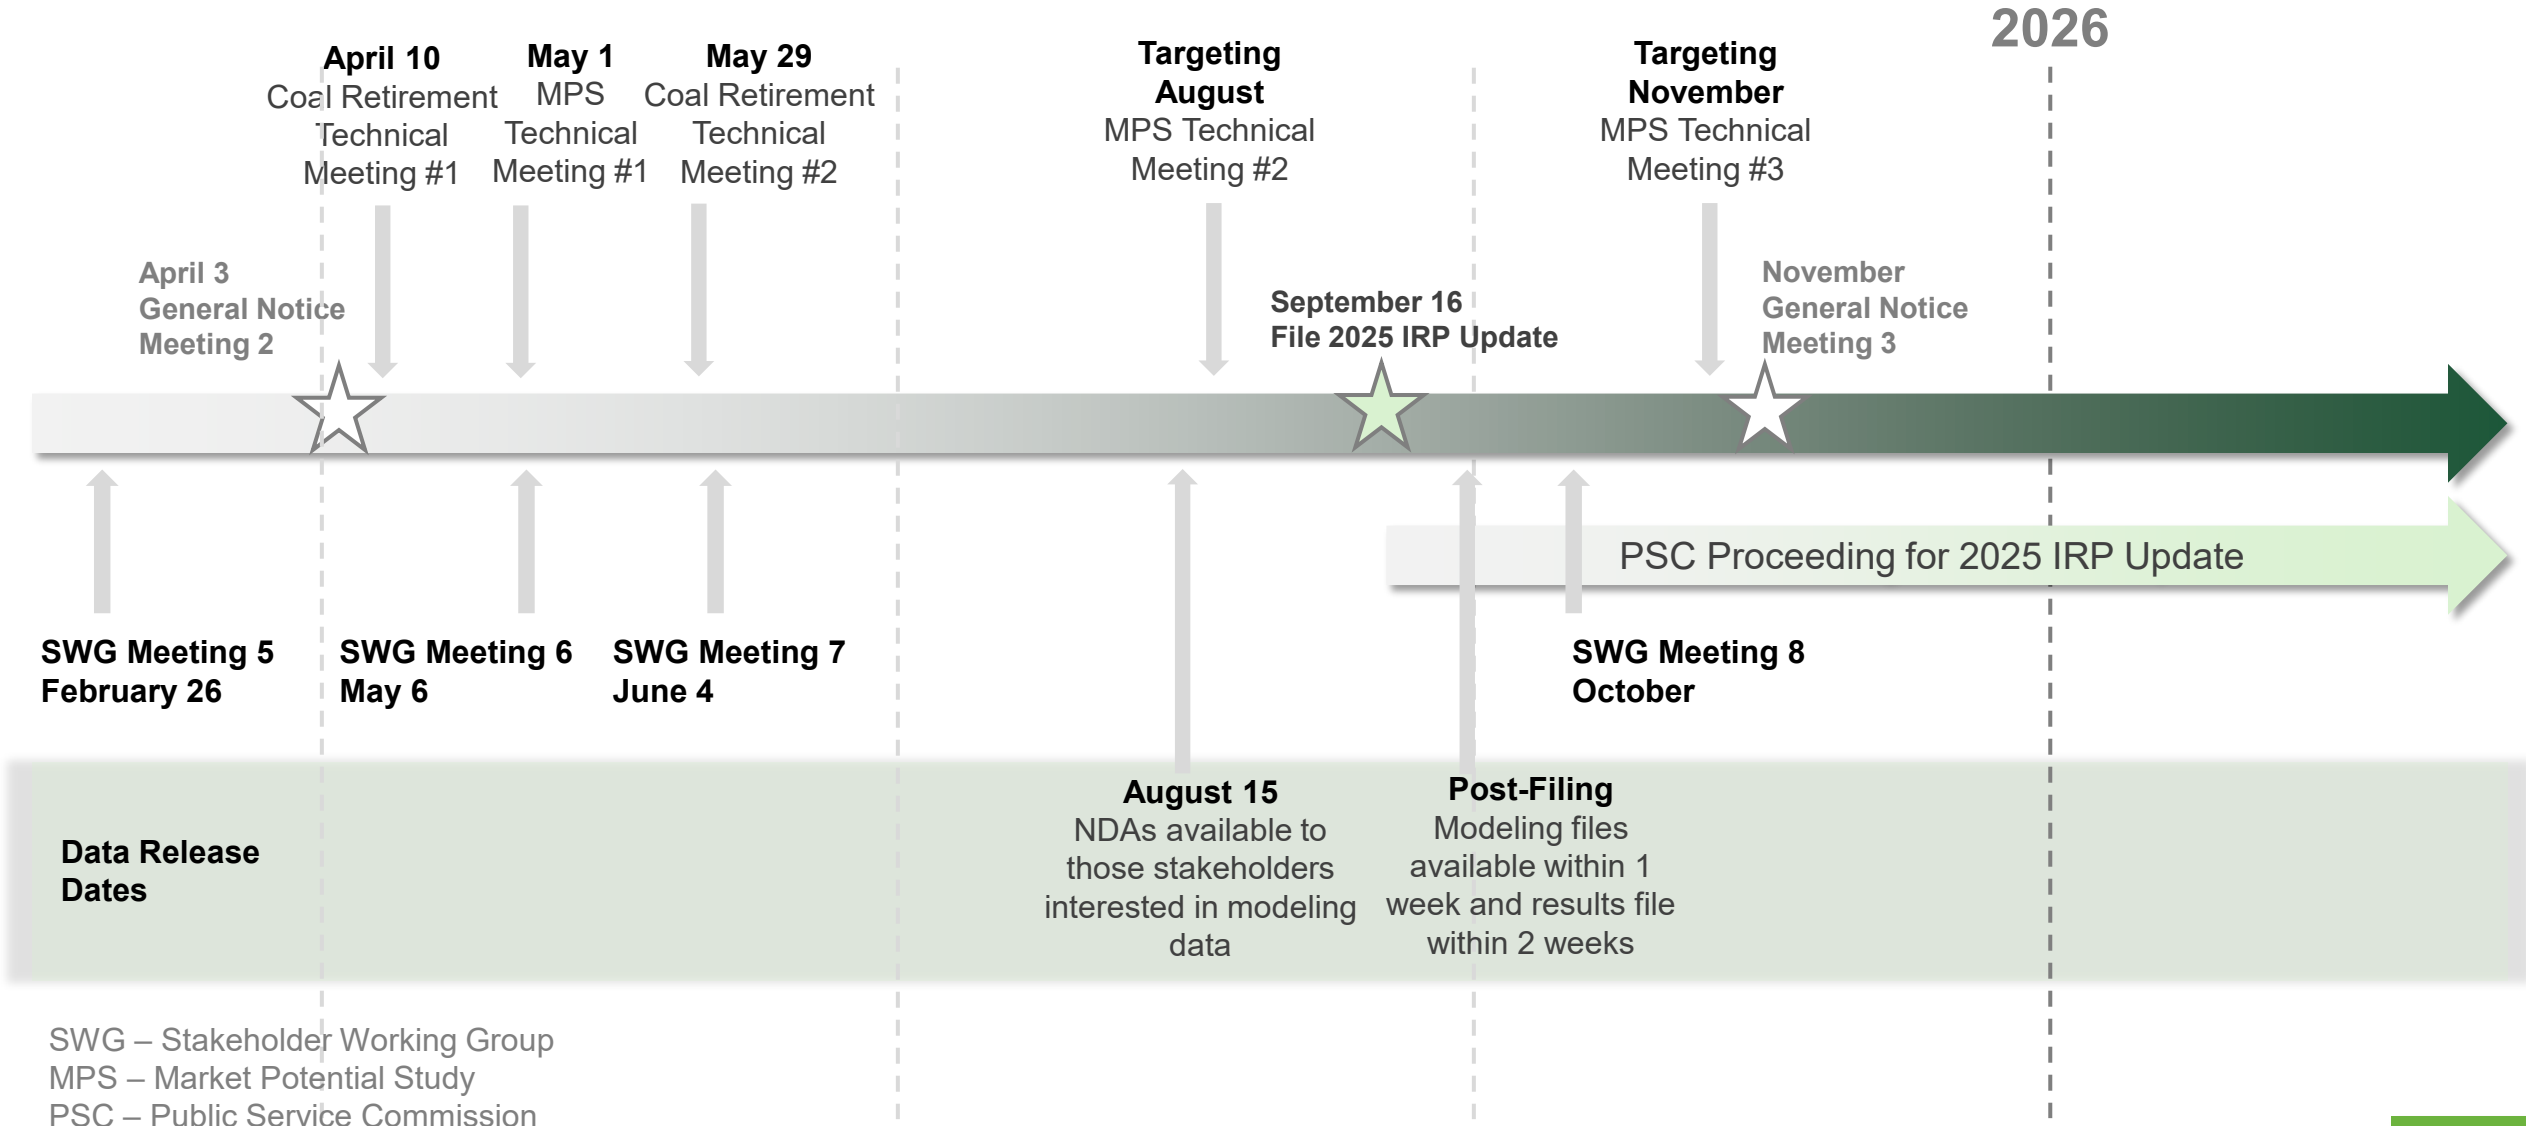 2026
April 10
Coal Retirement
Technical
Meeting #1
May 1
MPS
Technical
Meeting #1
May 29
Coal Retirement
Technical
Meeting #2
Targeting
August
MPS Technical
Meeting #2
Targeting
November
MPS Technical
Meeting #3
April 3
General Notice
Meeting 2
September 16
File 2025 IRP Update
November
General Notice
Meeting 3
PSC Proceeding for 2025 IRP Update
SWG Meeting 5
February 26
SWG Meeting 6
May 6
SWG Meeting 7
June 4
SWG Meeting 8
October
Data Release
Dates
August 15
NDAs available to
those stakeholders
interested in modeling
data
Post-Filing
Modeling files
available within 1
week and results file
within 2 weeks
SWG – Stakeholder Working Group
MPS – Market Potential Study
PSC – Public Service Commission